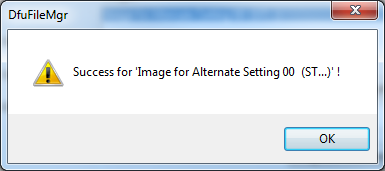 DfuFileMgr
Success for 'Image for Alternate Setting 00  (ST...)' !
OK